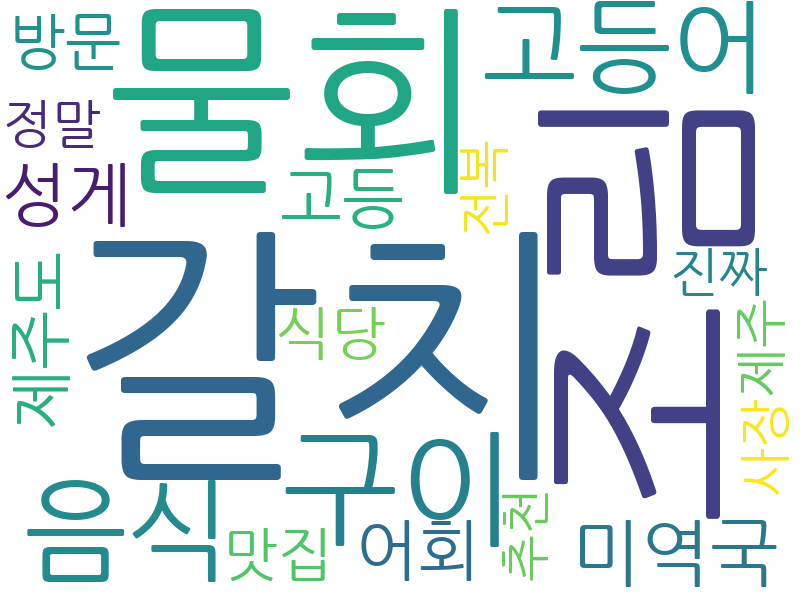 방문
물회
고등어
정말
성게
고등
전복
조림
갈치
식당
제주도
진짜
제주
사장
구이
음식
맛집
어회
추천
미역국